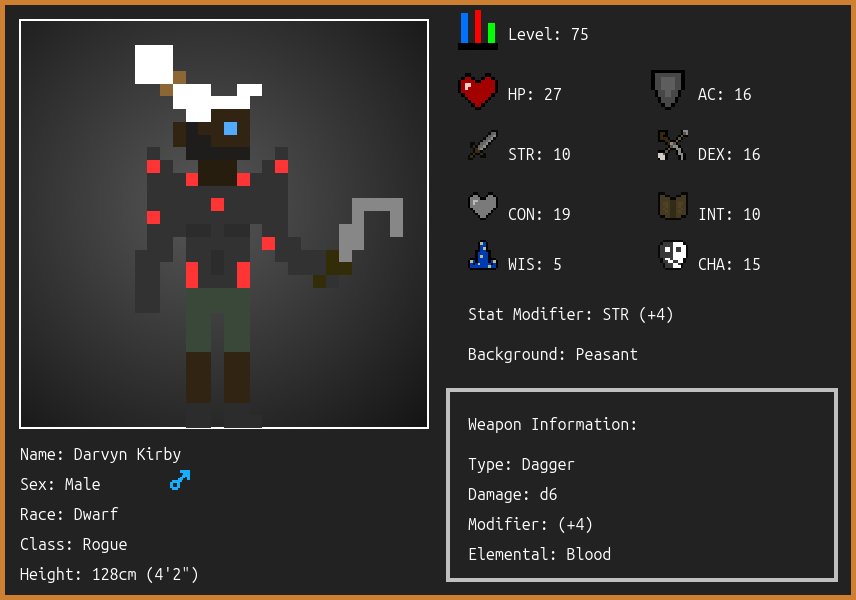 Level: 75
HP: 27
AC: 16
STR: 10
DEX: 16
CON: 19
INT: 10
WIS: 5
CHA: 15
Stat Modifier: STR (+4)
Background: Peasant
Weapon Information:
Type: Dagger
Damage: d6
Modifier: (+4)
Elemental: Blood
Name: Darvyn Kirby
Sex: Male
Race: Dwarf
Class: Rogue
Height: 128cm (4'2")